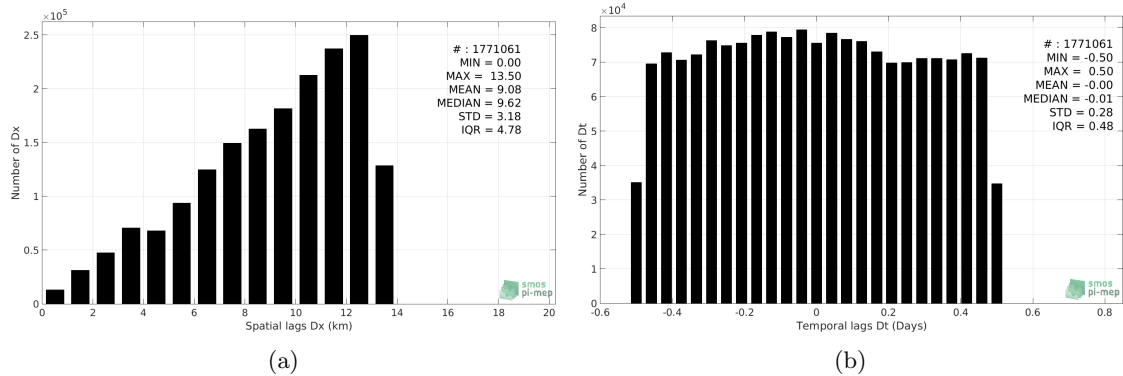 ×10^5
2.5
2
1.5
1
0.5
0
0 2 4 6 8 10 12 14 16 18 20
Number of Dx
Spatial lags Dx (km)
# : 1771061
MIN = 0.00
MAX = 13.50
MEAN = 9.08
MEDIAN = 9.62
STD = 3.18
IQR = 4.78
smos
pi-mep
(a)
×10^4
8
7
6
5
4
3
2
1
0
-0.6 -0.4 -0.2 0 0.2 0.4 0.6 0.8
Number of Dt
Temporal lags Dt (Days)
# : 1771061
MIN = -0.50
MAX = 0.50
MEAN = -0.00
MEDIAN = -0.01
STD = 0.28
IQR = 0.48
smos
pi-mep
(b)